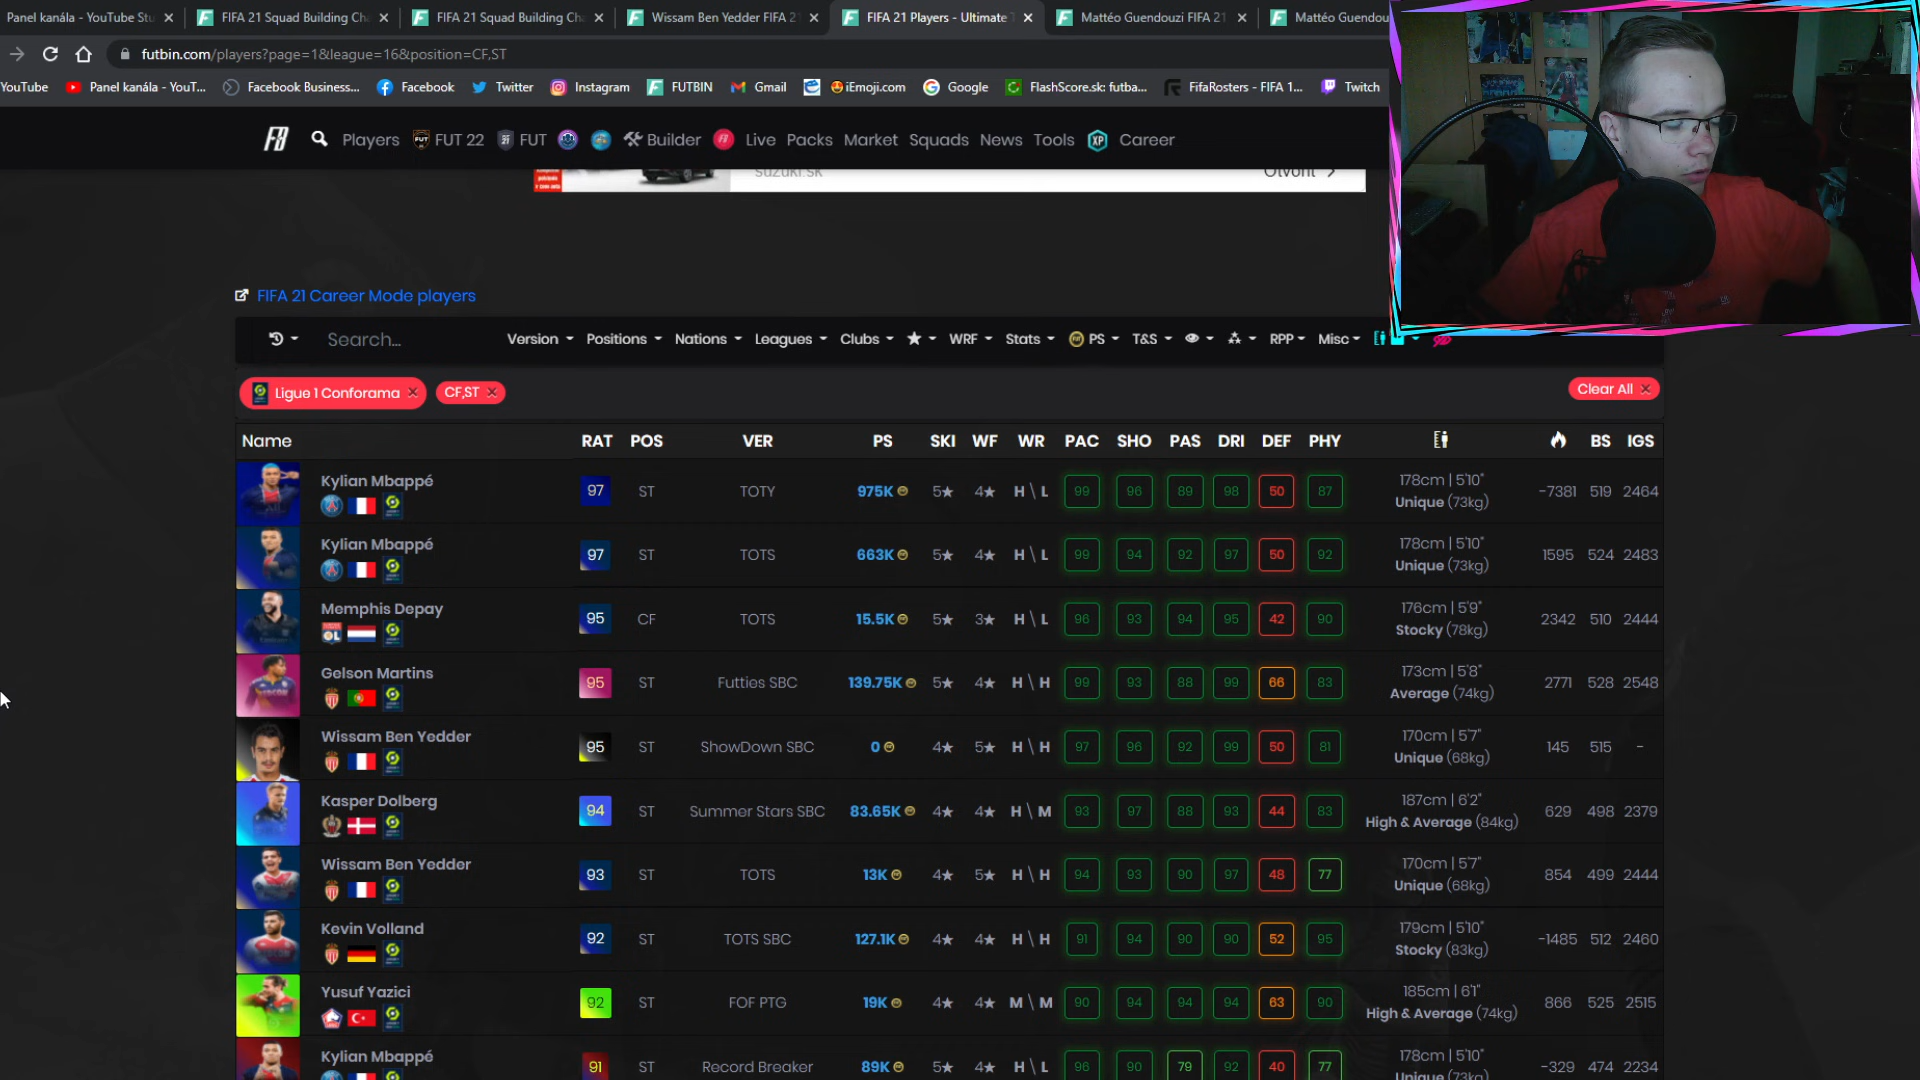 Panel kanála - YouTube Stu
FIFA 21 Squad Building Ch
FIFA 21 Squad Building Ch
Wissam Ben Yedder FIFA 21
FIFA 21 Players - Ultimate T
Mattéo Guendouzi FIFA 21
Mattéo Guendou
futbin.com/players?page=1&league=16&position=CF,ST
YouTube
Panel kanála - YouT...
Facebook Business...
Facebook
Twitter
Instagram
FUTBIN
Gmail
iEmoji.com
Google
FlashScore.sk: futba...
FifaRosters - FIFA 1...
Twitch
Players FUT 22 FUT Builder Live Packs Market Squads News Tools XP Career
suzuki.sk Otvoriť
FIFA 21 Career Mode players
Search... Version Positions Nations Leagues Clubs WRF Stats PS T&S RPP Misc
Ligue 1 Conforama × CF,ST × Clear All ×
Name RAT POS VER PS SKI WF WR PAC SHO PAS DRI DEF PHY BS IGS
Kylian Mbappé 97 ST TOTY 975K 5★ 4★ H \ L 99 96 89 98 50 87 178cm | 5'10" Unique (73kg) -7381 519 2464
Kylian Mbappé 97 ST TOTS 663K 5★ 4★ H \ L 99 94 92 97 50 92 178cm | 5'10" Unique (73kg) 1595 524 2483
Memphis Depay 95 CF TOTS 15.5K 5★ 3★ H \ L 96 93 94 95 42 90 176cm | 5'9" Stocky (78kg) 2342 510 2444
Gelson Martins 95 ST Futties SBC 139.75K 5★ 4★ H \ H 99 93 88 99 66 83 173cm | 5'8" Average (74kg) 2771 528 2548
Wissam Ben Yedder 95 ST ShowDown SBC 0 4★ 5★ H \ H 97 96 92 99 50 81 170cm | 5'7" Unique (68kg) 145 515 -
Kasper Dolberg 94 ST Summer Stars SBC 83.65K 4★ 4★ H \ M 93 97 88 93 44 83 187cm | 6'2" High & Average (84kg) 629 498 2379
Wissam Ben Yedder 93 ST TOTS 13K 4★ 5★ H \ H 94 93 90 97 48 77 170cm | 5'7" Unique (68kg) 854 499 2444
Kevin Volland 92 ST TOTS SBC 127.1K 4★ 4★ H \ H 91 94 90 90 52 95 179cm | 5'10" Stocky (83kg) -1485 512 2460
Yusuf Yazici 92 ST FOF PTG 19K 4★ 4★ M \ M 90 94 94 94 63 90 185cm | 6'1" High & Average (74kg) 866 525 2515
Kylian Mbappé 91 ST Record Breaker 89K 5★ 4★ H \ L 96 90 79 92 40 77 178cm | 5'10" Unique (73kg) -329 474 2234